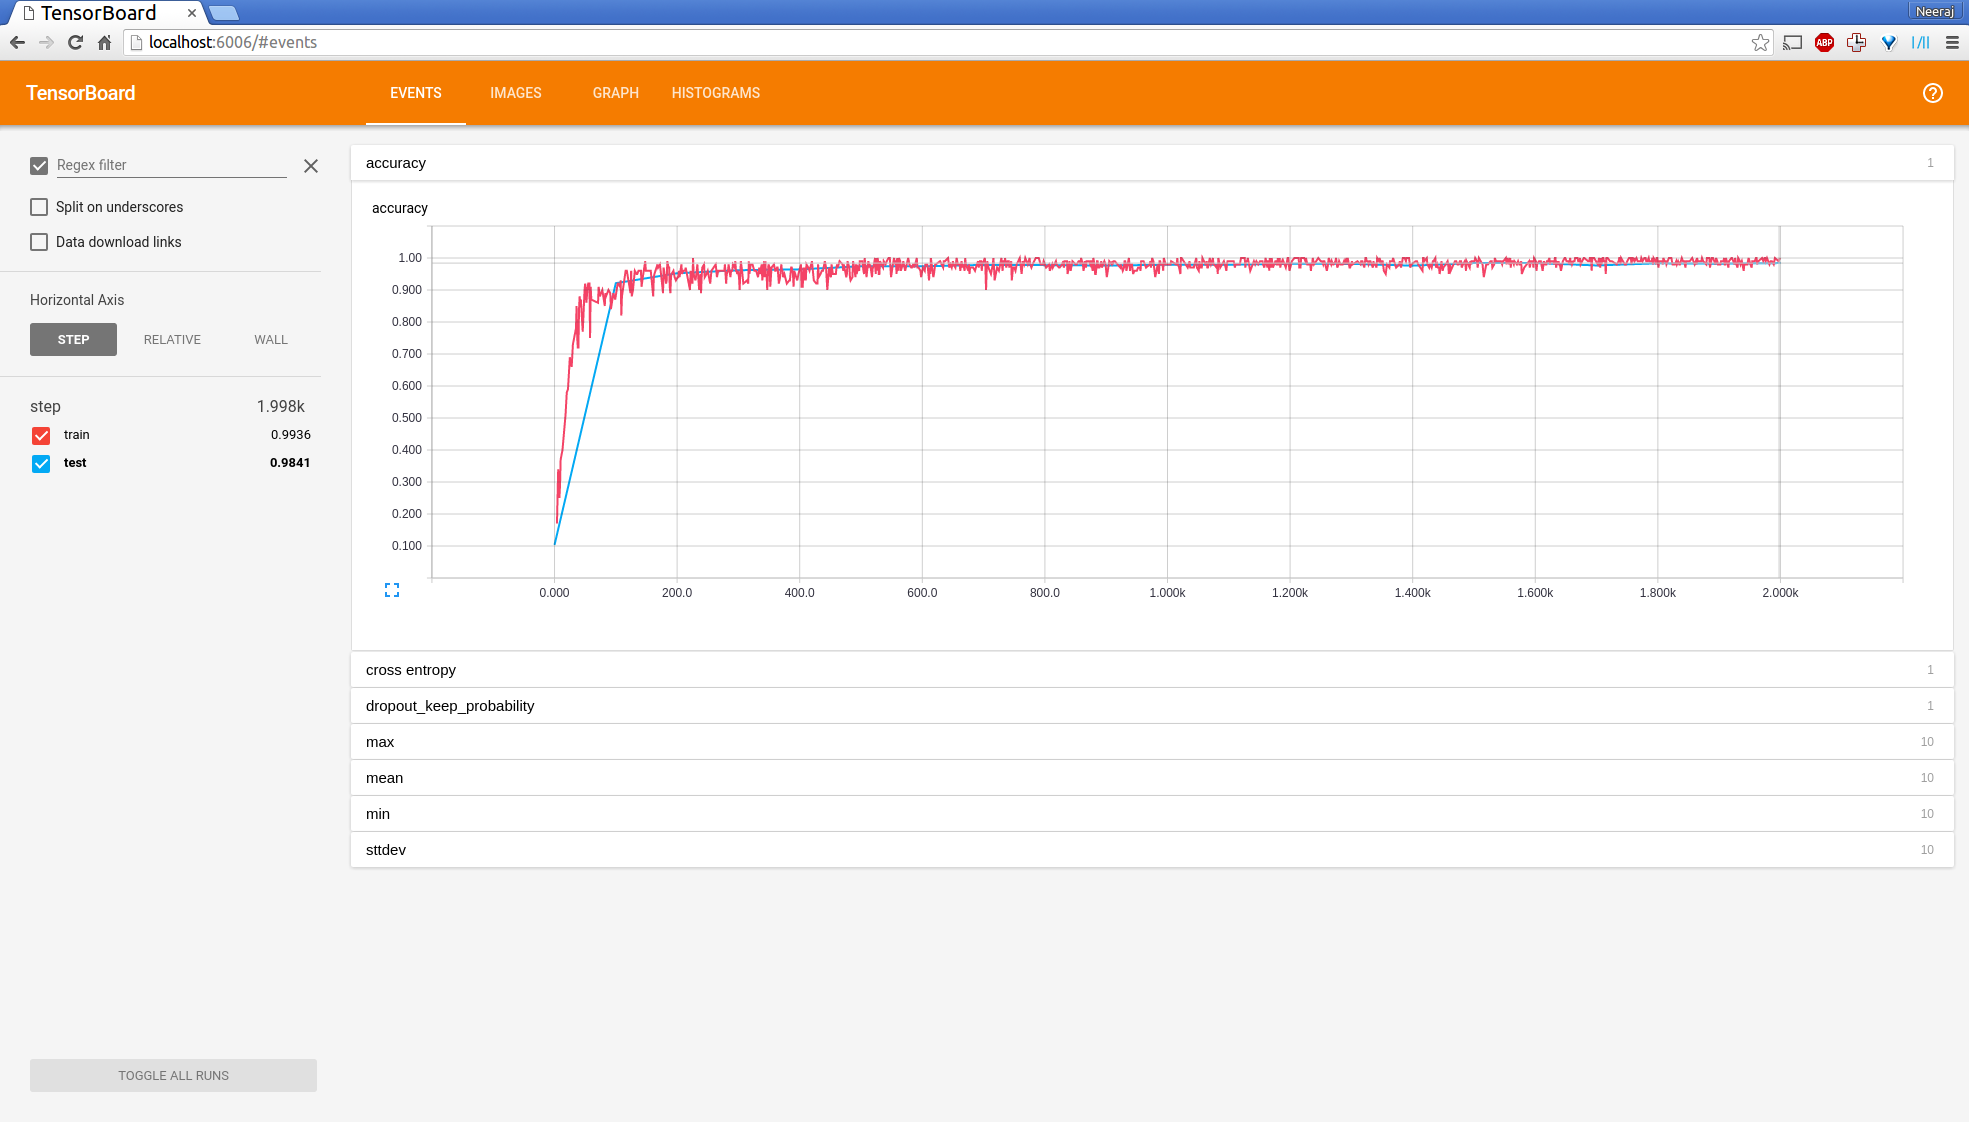 TensorBoard
Neeraj
localhost:6006/#events
ABP
TensorBoard
EVENTS IMAGES GRAPH HISTOGRAMS
Regex filter
Split on underscores
Data download links
Horizontal Axis
STEP RELATIVE WALL
step 1.998k
train 0.9936
test 0.9841
TOGGLE ALL RUNS
accuracy 1
accuracy
1.00
0.900
0.800
0.700
0.600
0.500
0.400
0.300
0.200
0.100
0.000 200.0 400.0 600.0 800.0 1.000k 1.200k 1.400k 1.600k 1.800k 2.000k
cross entropy 1
dropout_keep_probability 1
max 10
mean 10
min 10
sttdev 10